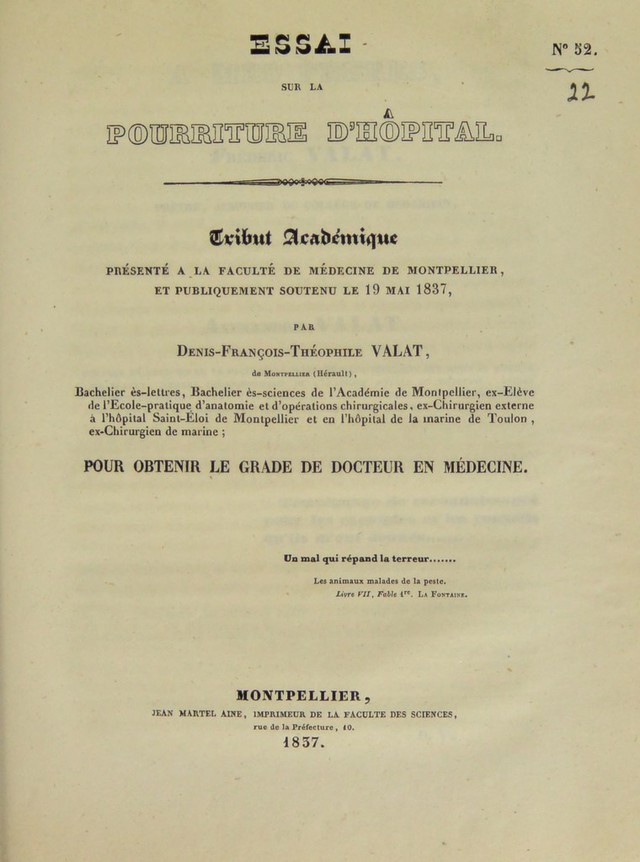 ESSAI
N° 52.
22
SUR LA
POURRITURE D'HÔPITAL.
Tribut Académique
PRÉSENTÉ A LA FACULTÉ DE MÉDECINE DE MONTPELLIER,
ET PUBLIQUEMENT SOUTENU LE 19 MAI 1837,
PAR
DENIS-FRANÇOIS-THÉOPHILE VALAT,
de MONTPELLIER (Hérault),
Bachelier ès-lettres, Bachelier ès-sciences de l'Académie de Montpellier, ex-Elève
de l'Ecole-pratique d'anatomie et d'opérations chirurgicales, ex-Chirurgien externe
à l'hôpital Saint-Éloi de Montpellier et en l'hôpital de la marine de Toulon,
ex-Chirurgien de marine;
POUR OBTENIR LE GRADE DE DOCTEUR EN MÉDECINE.
Un mal qui répand la terreur.......
Les animaux malades de la peste.
Livre VII, Fable 1re. LA FONTAINE.
MONTPELLIER,
JEAN MARTEL AINE, IMPRIMEUR DE LA FACULTE DES SCIENCES,
rue de la Préfecture, 10.
1837.